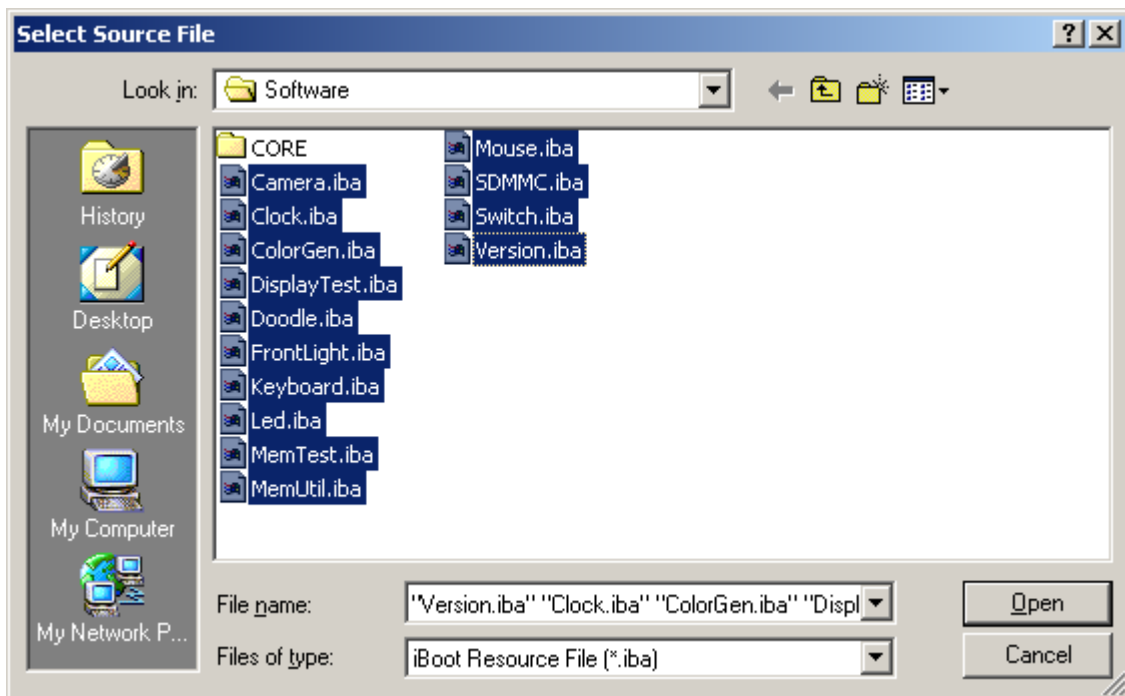 Select Source File
Look in: Software
History
Desktop
My Documents
My Computer
My Network P...
CORE
Camera.iba
Clock.iba
ColorGen.iba
DisplayTest.iba
Doodle.iba
FrontLight.iba
Keyboard.iba
Led.iba
MemTest.iba
MemUtil.iba
Mouse.iba
SDMMC.iba
Switch.iba
Version.iba
File name: "Version.iba" "Clock.iba" "ColorGen.iba" "Displ
Open
Files of type: iBoot Resource File (*.iba)
Cancel